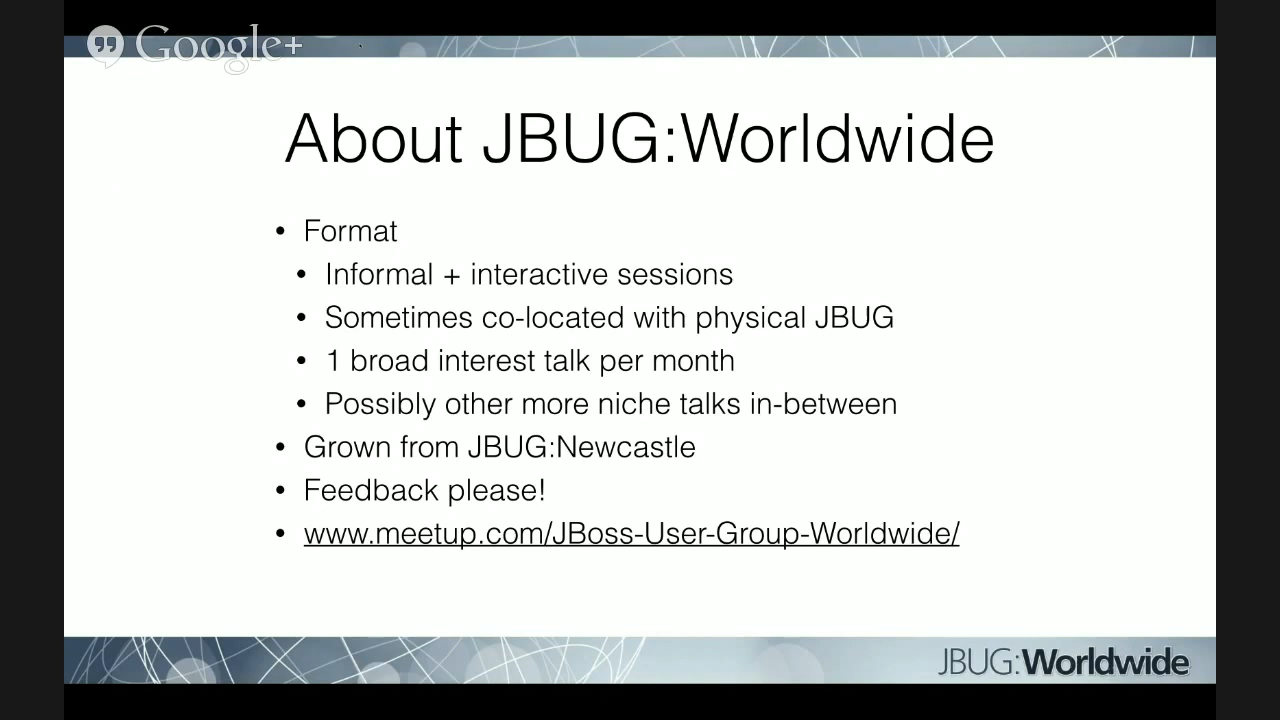 Google+
About JBUG:Worldwide
• Format
• Informal + interactive sessions
• Sometimes co-located with physical JBUG
• 1 broad interest talk per month
• Possibly other more niche talks in-between
• Grown from JBUG:Newcastle
• Feedback please!
• www.meetup.com/JBoss-User-Group-Worldwide/
JBUG:Worldwide